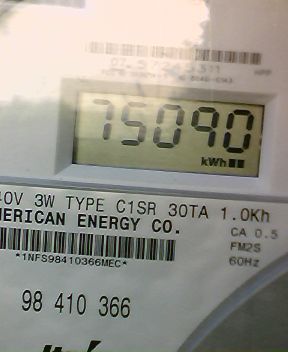 75090
kWh
40V 3W TYPE C1SR 30TA 1.0Kh
MERICAN ENERGY CO.
CA 0.5
FM2S
*1NFS98410366MEC*
60Hz
98 410 366